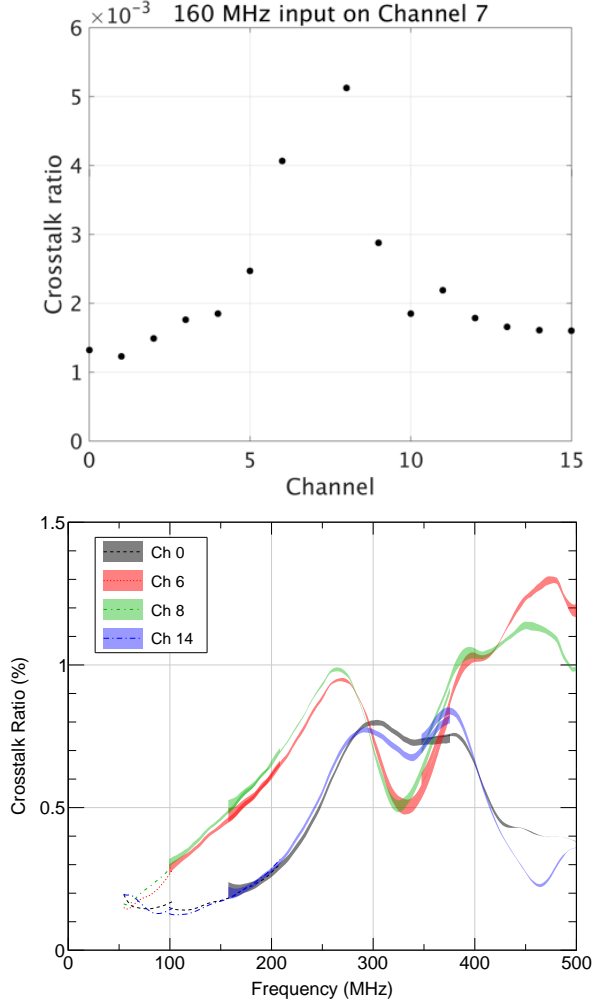 ×10⁻³ 160 MHz input on Channel 7
6
5
4
3
2
1
0
Crosstalk ratio
0 5 10 15
Channel
1.5
1
0.5
0
Crosstalk Ratio (%)
Ch 0
Ch 6
Ch 8
Ch 14
0 100 200 300 400 500
Frequency (MHz)